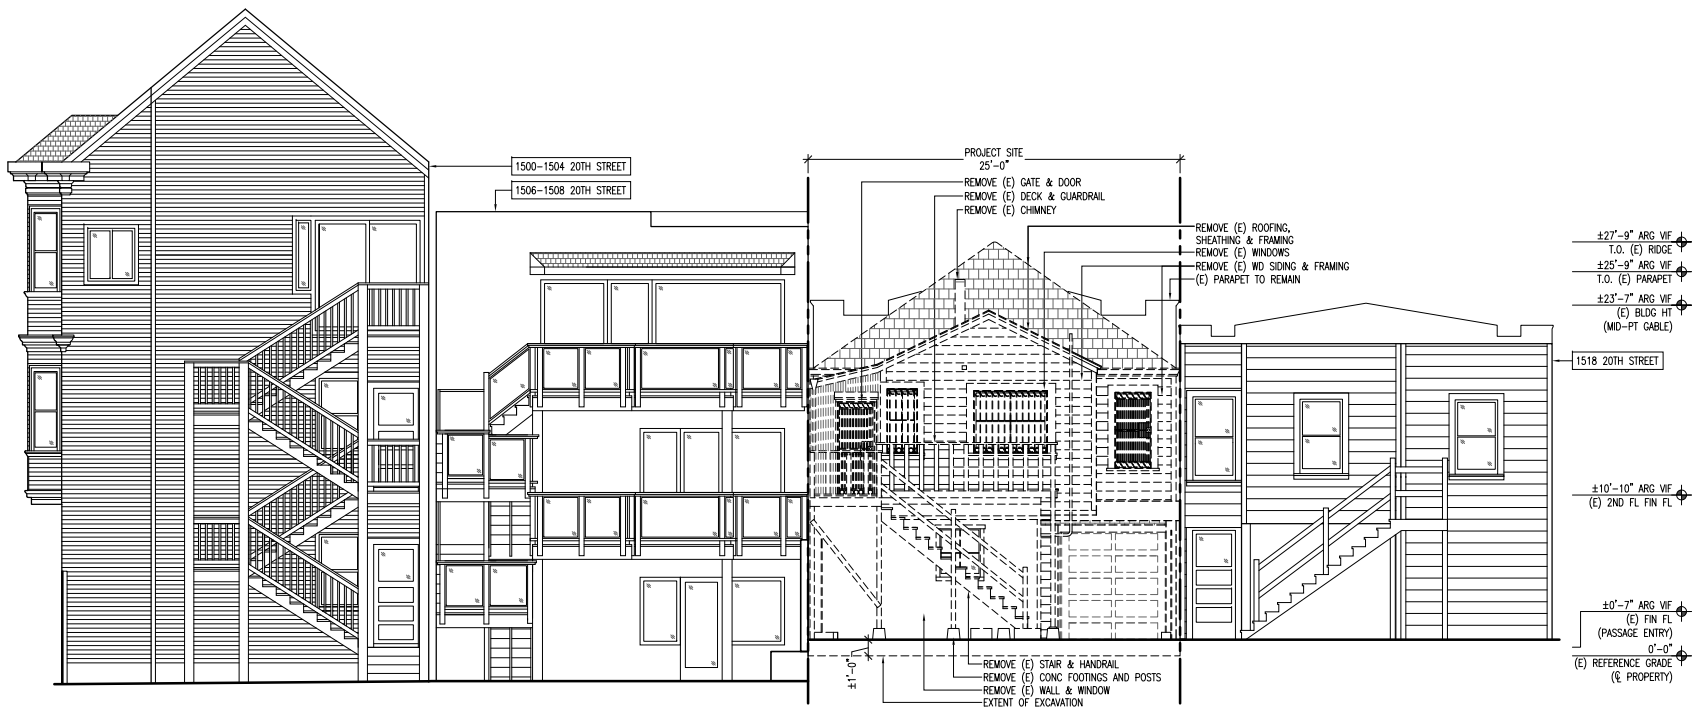 1500-1504 20TH STREET
1506-1508 20TH STREET
PROJECT SITE
25'-0"
REMOVE (E) GATE & DOOR
REMOVE (E) DECK & GUARDRAIL
REMOVE (E) CHIMNEY
REMOVE (E) ROOFING,
SHEATHING & FRAMING
REMOVE (E) WINDOWS
REMOVE (E) WD SIDING & FRAMING
(E) PARAPET TO REMAIN
1518 20TH STREET
±27'-9" ARG VIF
T.O. (E) RIDGE
±25'-9" ARG VIF
T.O. (E) PARAPET
±23'-7" ARG VIF
(E) BLDG HT
(MID-PT GABLE)
±10'-10" ARG VIF
(E) 2ND FL FIN FL
±0'-7" ARG VIF
(E) FIN FL
(PASSAGE ENTRY)
0'-0"
(E) REFERENCE GRADE
(℄ PROPERTY)
±1'-0"
REMOVE (E) STAIR & HANDRAIL
REMOVE (E) CONC FOOTINGS AND POSTS
REMOVE (E) WALL & WINDOW
EXTENT OF EXCAVATION